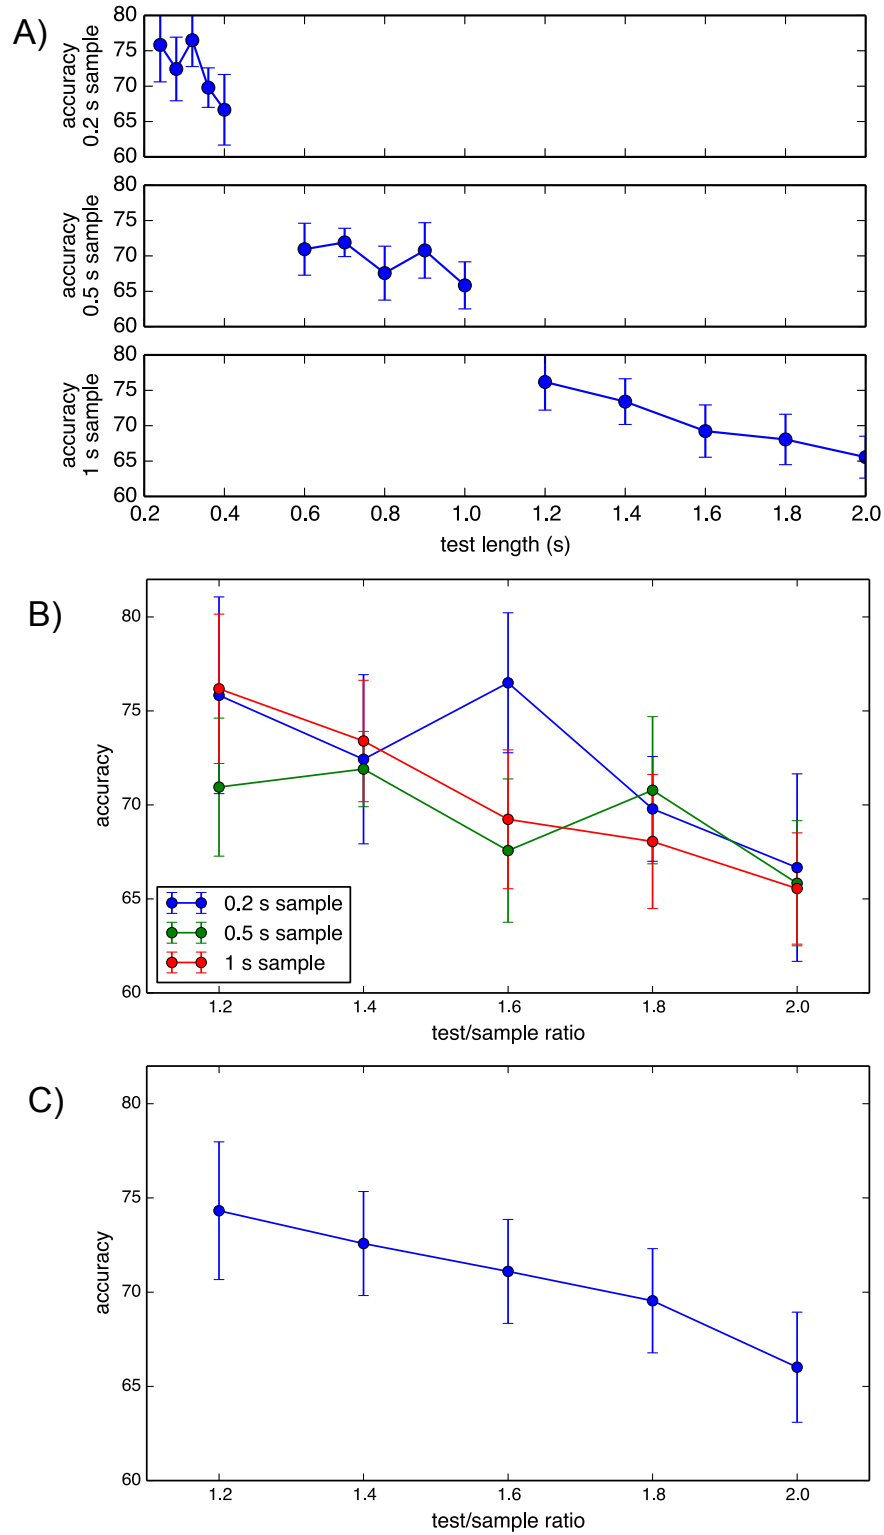 A)
accuracy
0.2 s sample
80
75
70
65
60
accuracy
0.5 s sample
80
75
70
65
60
accuracy
1 s sample
80
75
70
65
60
0.2 0.4 0.6 0.8 1.0 1.2 1.4 1.6 1.8 2.0
test length (s)
B)
accuracy
80
75
70
65
60
0.2 s sample
0.5 s sample
1 s sample
1.2 1.4 1.6 1.8 2.0
test/sample ratio
C)
accuracy
80
75
70
65
60
1.2 1.4 1.6 1.8 2.0
test/sample ratio